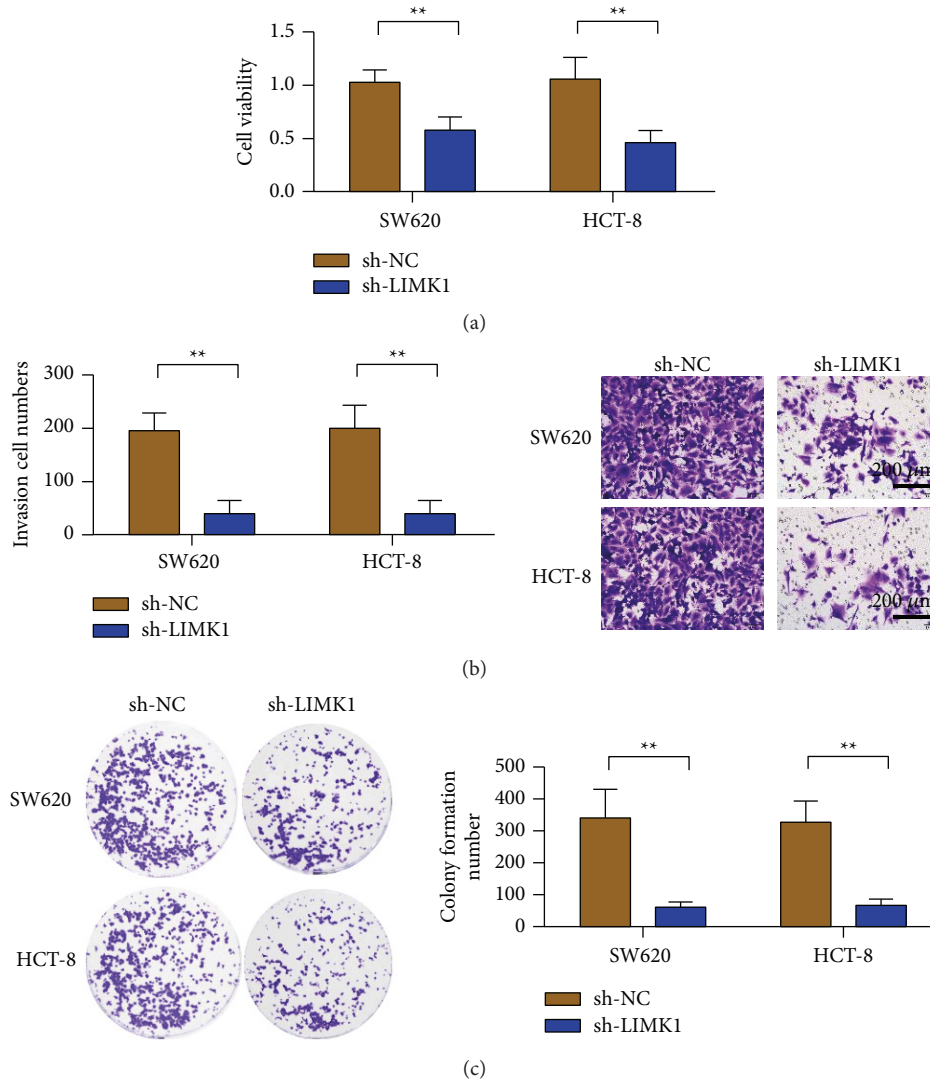 **
**
1.5
1.0
0.5
0.0
Cell viability
SW620
HCT-8
sh-NC
sh-LIMK1
(a)
**
**
300
200
100
0
Invasion cell numbers
SW620
HCT-8
sh-NC
sh-LIMK1
sh-NC
sh-LIMK1
SW620
200 µm
HCT-8
200 µm
(b)
sh-NC
sh-LIMK1
SW620
HCT-8
**
**
500
400
300
200
100
0
Colony formation
number
SW620
HCT-8
sh-NC
sh-LIMK1
(c)